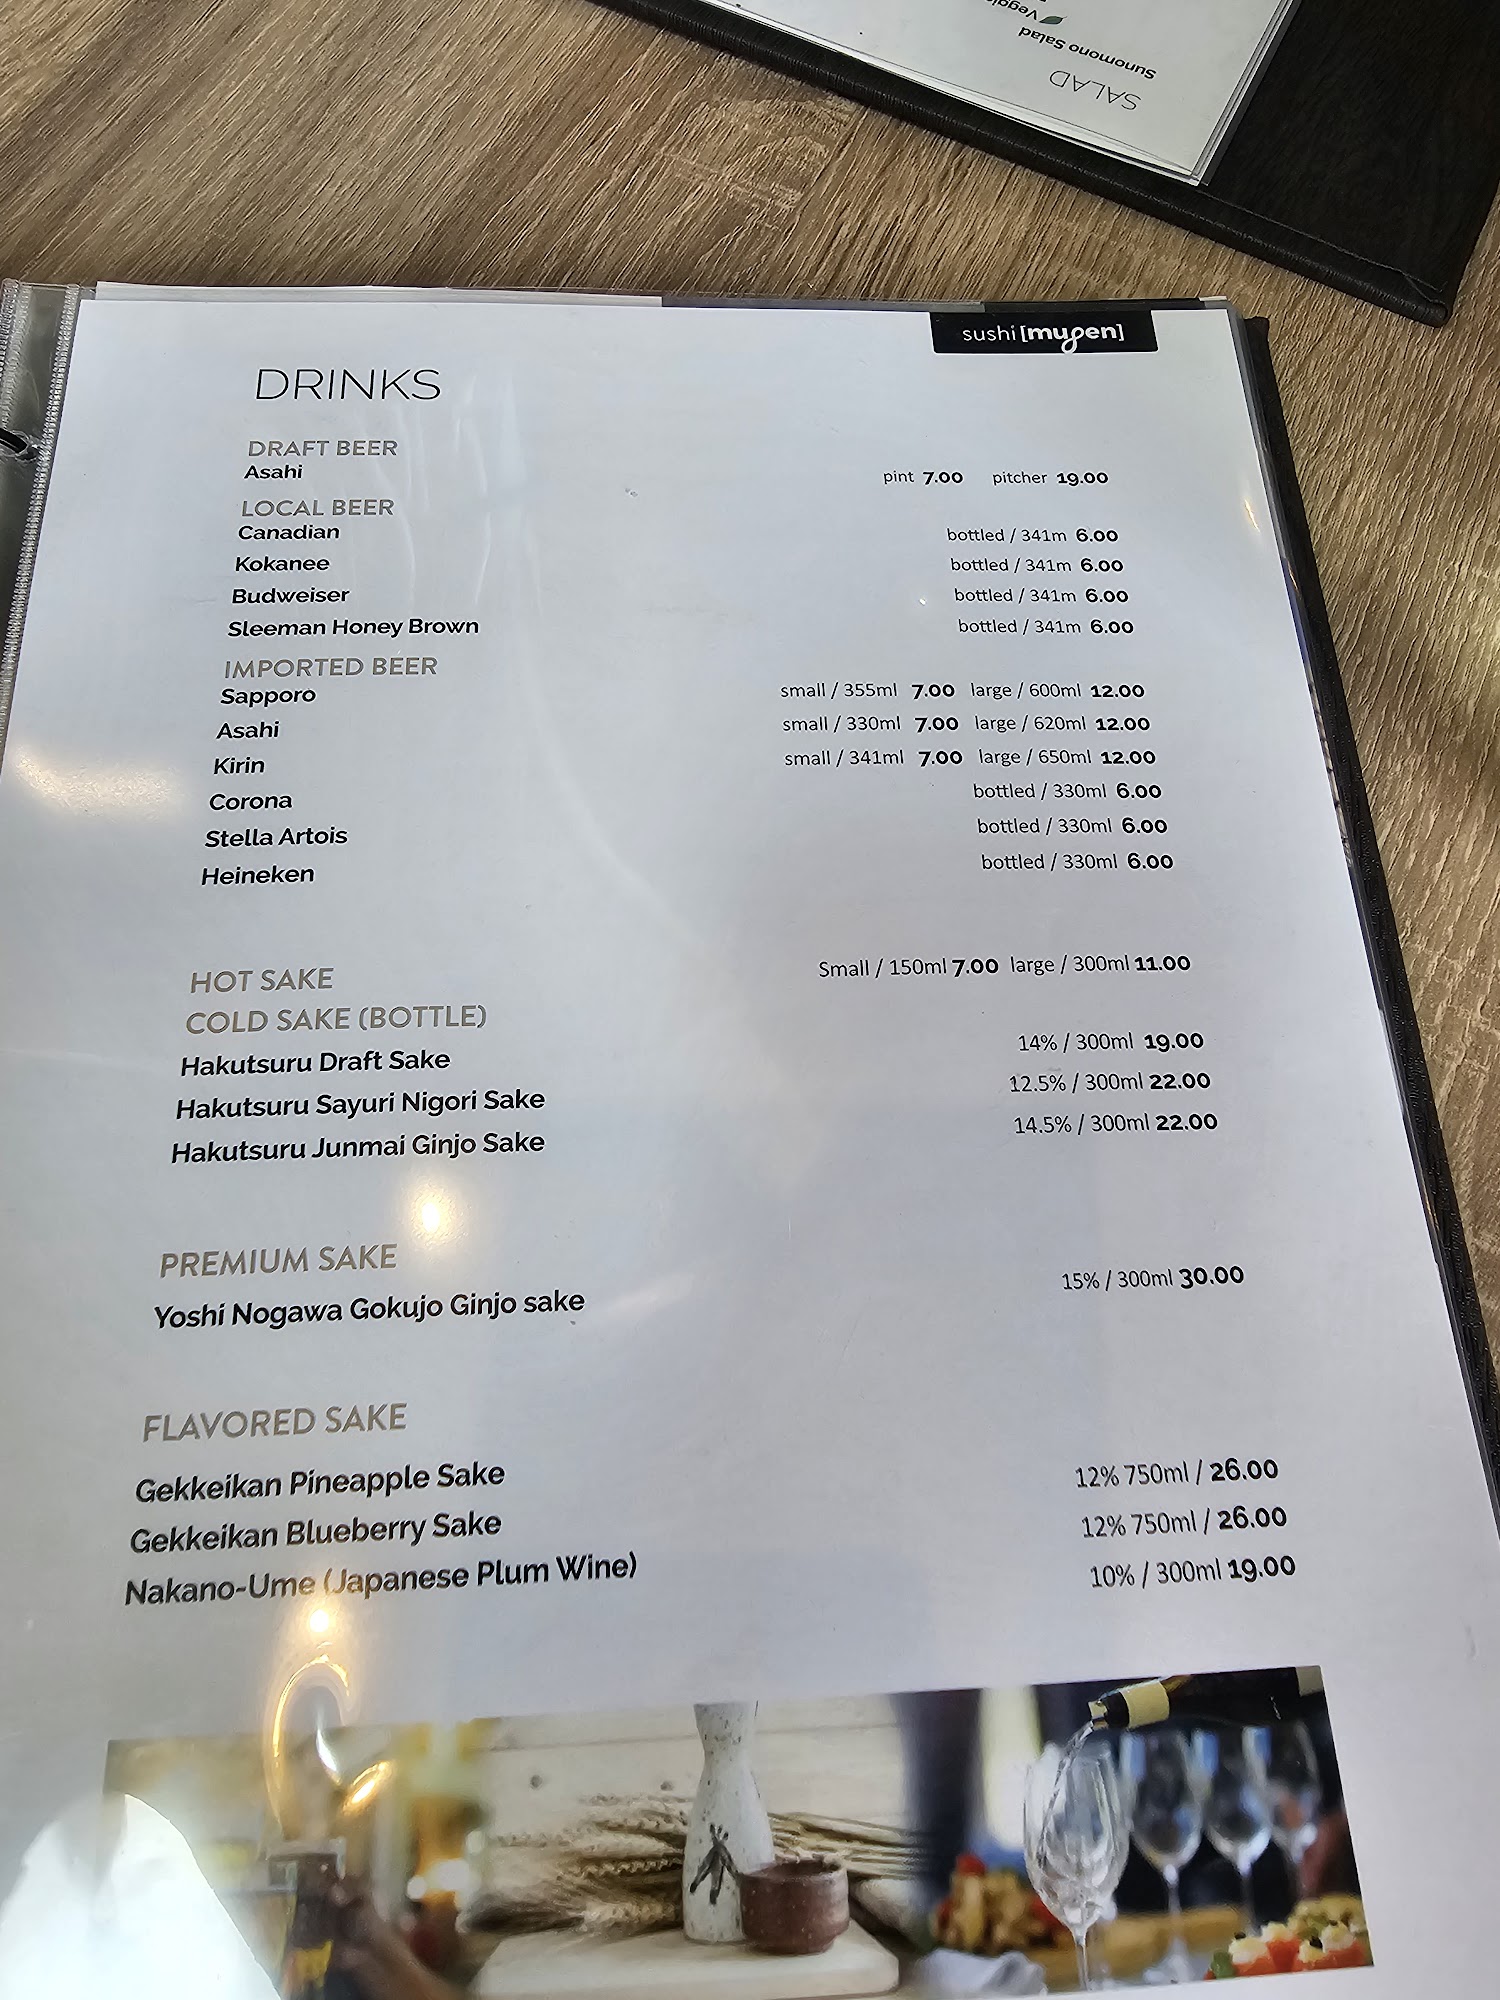 Veggi
Sunomono Salad
SALAD
sushi [mugen]
DRINKS
DRAFT BEER
Asahi pint 7.00 pitcher 19.00
LOCAL BEER
Canadian bottled / 341m 6.00
Kokanee bottled / 341m 6.00
Budweiser bottled / 341m 6.00
Sleeman Honey Brown bottled / 341m 6.00
IMPORTED BEER
Sapporo small / 355ml 7.00 large / 600ml 12.00
Asahi small / 330ml 7.00 large / 620ml 12.00
Kirin small / 341ml 7.00 large / 650ml 12.00
Corona bottled / 330ml 6.00
Stella Artois bottled / 330ml 6.00
Heineken bottled / 330ml 6.00
HOT SAKE Small / 150ml 7.00 large / 300ml 11.00
COLD SAKE (BOTTLE)
Hakutsuru Draft Sake 14% / 300ml 19.00
Hakutsuru Sayuri Nigori Sake 12.5% / 300ml 22.00
Hakutsuru Junmai Ginjo Sake 14.5% / 300ml 22.00
PREMIUM SAKE
Yoshi Nogawa Gokujo Ginjo sake 15% / 300ml 30.00
FLAVORED SAKE
Gekkeikan Pineapple Sake 12% 750ml / 26.00
Gekkeikan Blueberry Sake 12% 750ml / 26.00
Nakano-Ume (Japanese Plum Wine) 10% / 300ml 19.00